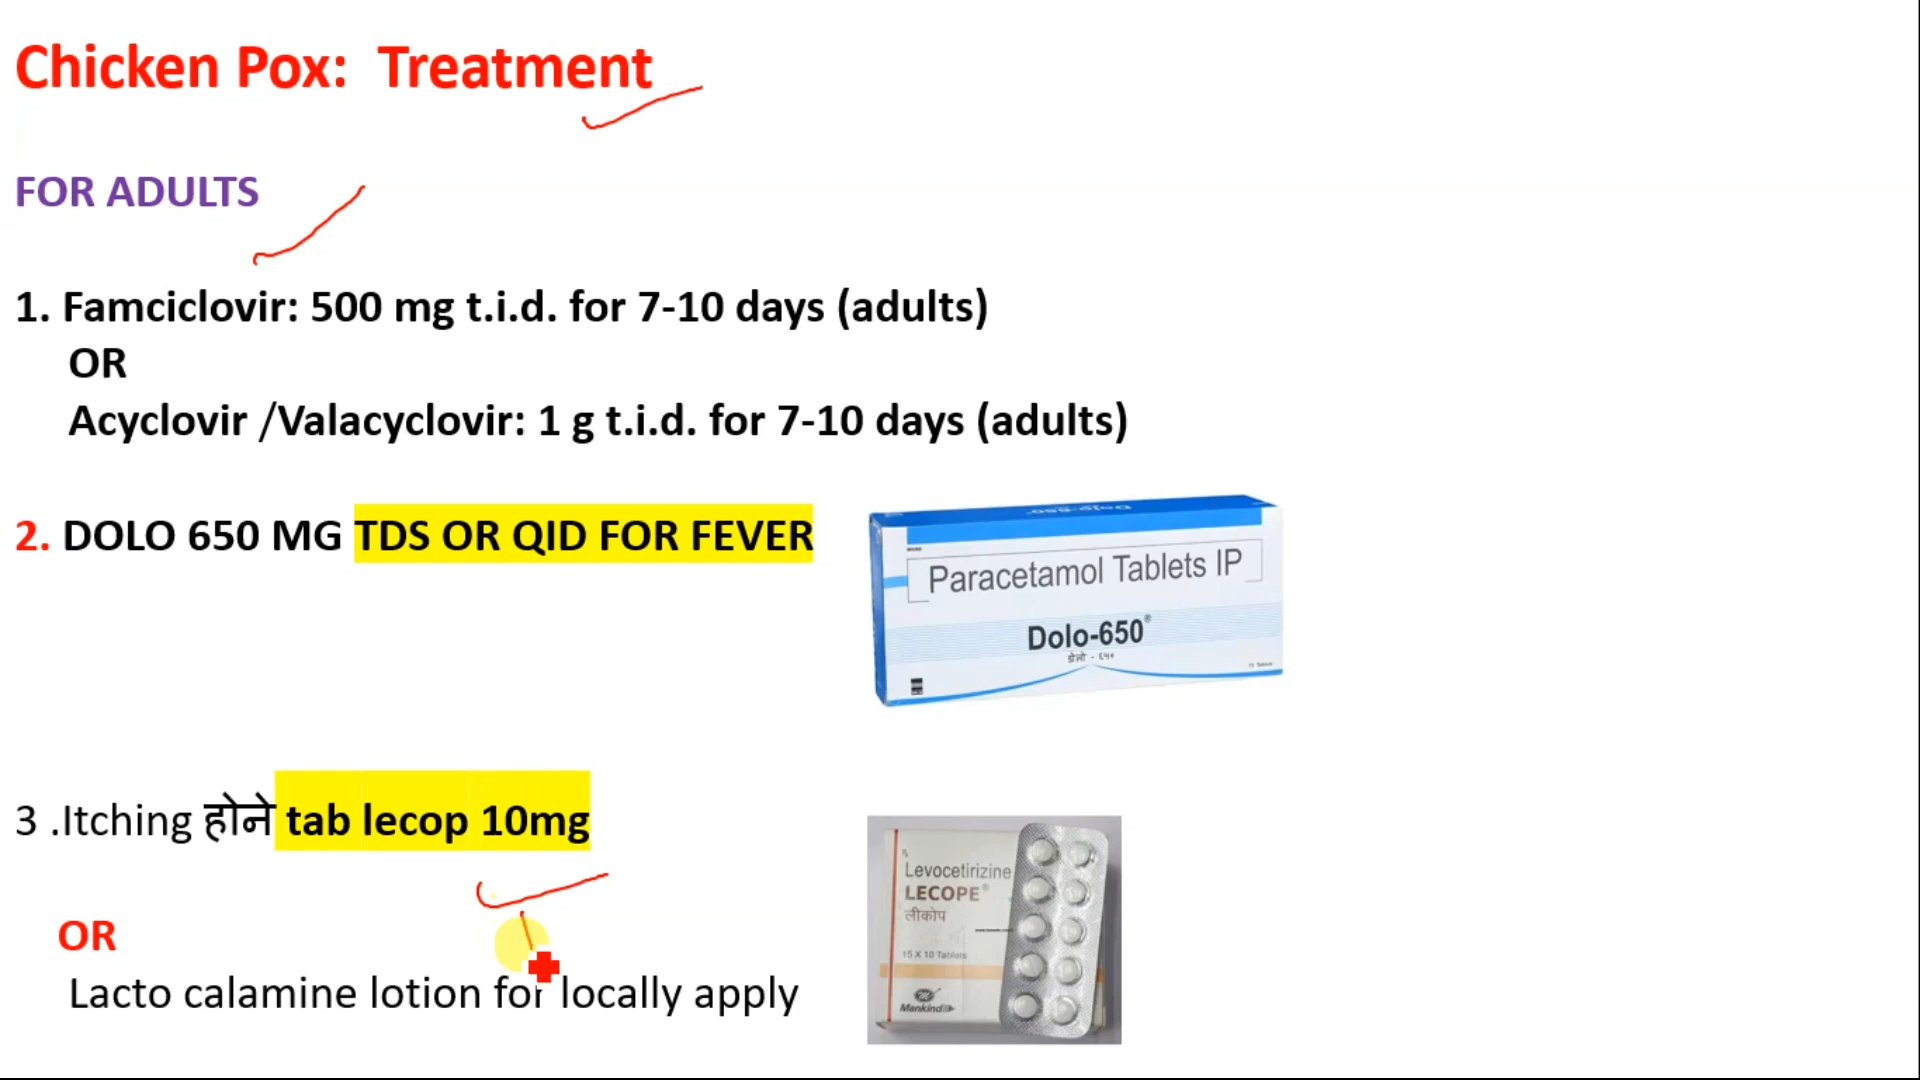 Chicken Pox: Treatment
FOR ADULTS
1. Famciclovir: 500 mg t.i.d. for 7-10 days (adults)
OR
Acyclovir /Valacyclovir: 1 g t.i.d. for 7-10 days (adults)
2. DOLO 650 MG TDS OR QID FOR FEVER
Paracetamol Tablets IP
Dolo-650®
डोलो - ६५०
3 .Itching होने tab lecop 10mg
Levocetirizine
LECOPE®
लीकोप
15 X 10 Tablets
Mankind
OR
Lacto calamine lotion for locally apply